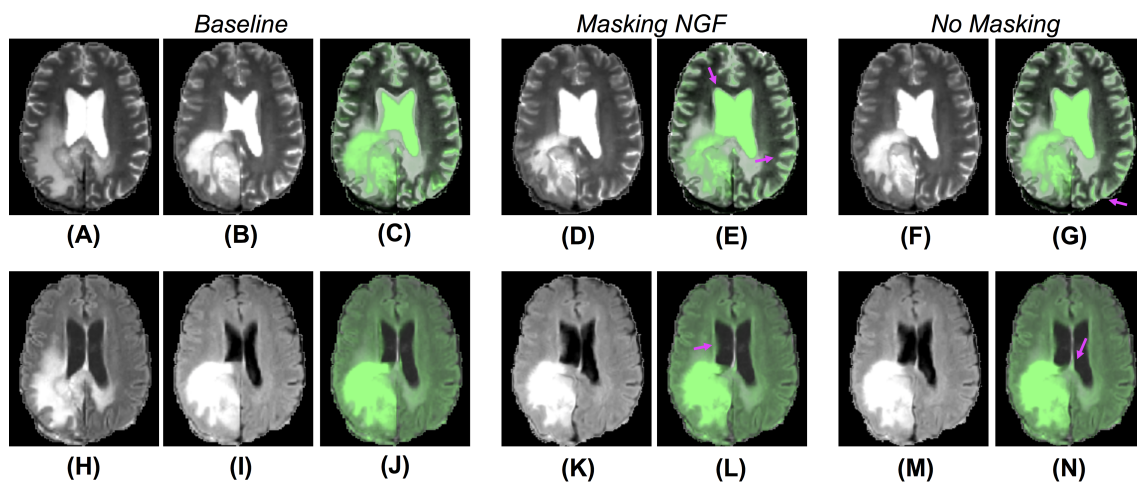 Baseline Masking NGF No Masking
(A) (B) (C) (D) (E) (F) (G)
(H) (I) (J) (K) (L) (M) (N)